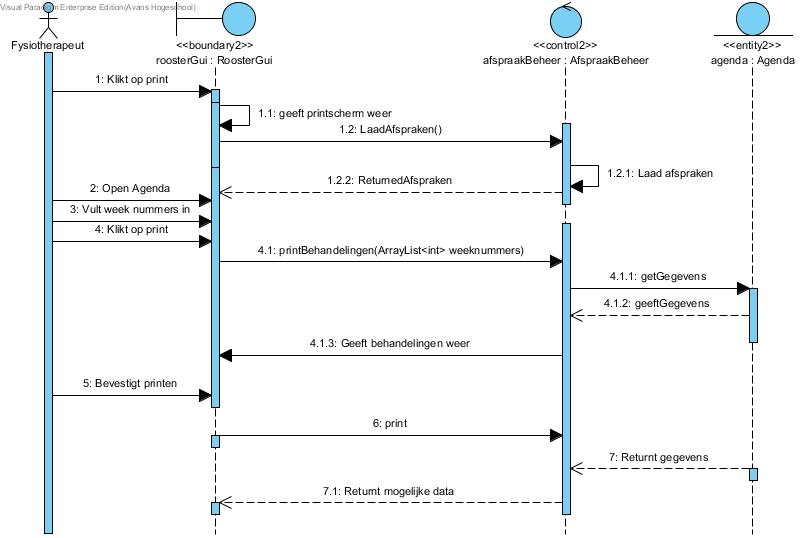 Visual Paradigm Enterprise Edition(Avans Hogeschool)
Fysiotherapeut
<<boundary2>>
roosterGui : RoosterGui
<<control2>>
afspraakBeheer : AfspraakBeheer
<<entity2>>
agenda : Agenda
1: Klikt op print
1.1: geeft printscherm weer
1.2: LaadAfspraken()
1.2.1: Laad afspraken
1.2.2: ReturnedAfspraken
2: Open Agenda
3: Vult week nummers in
4: Klikt op print
4.1: printBehandelingen(ArrayList<int> weeknummers)
4.1.1: getGegevens
4.1.2: geeftGegevens
4.1.3: Geeft behandelingen weer
5: Bevestigt printen
6: print
7: Returnt gegevens
7.1: Returnt mogelijke data